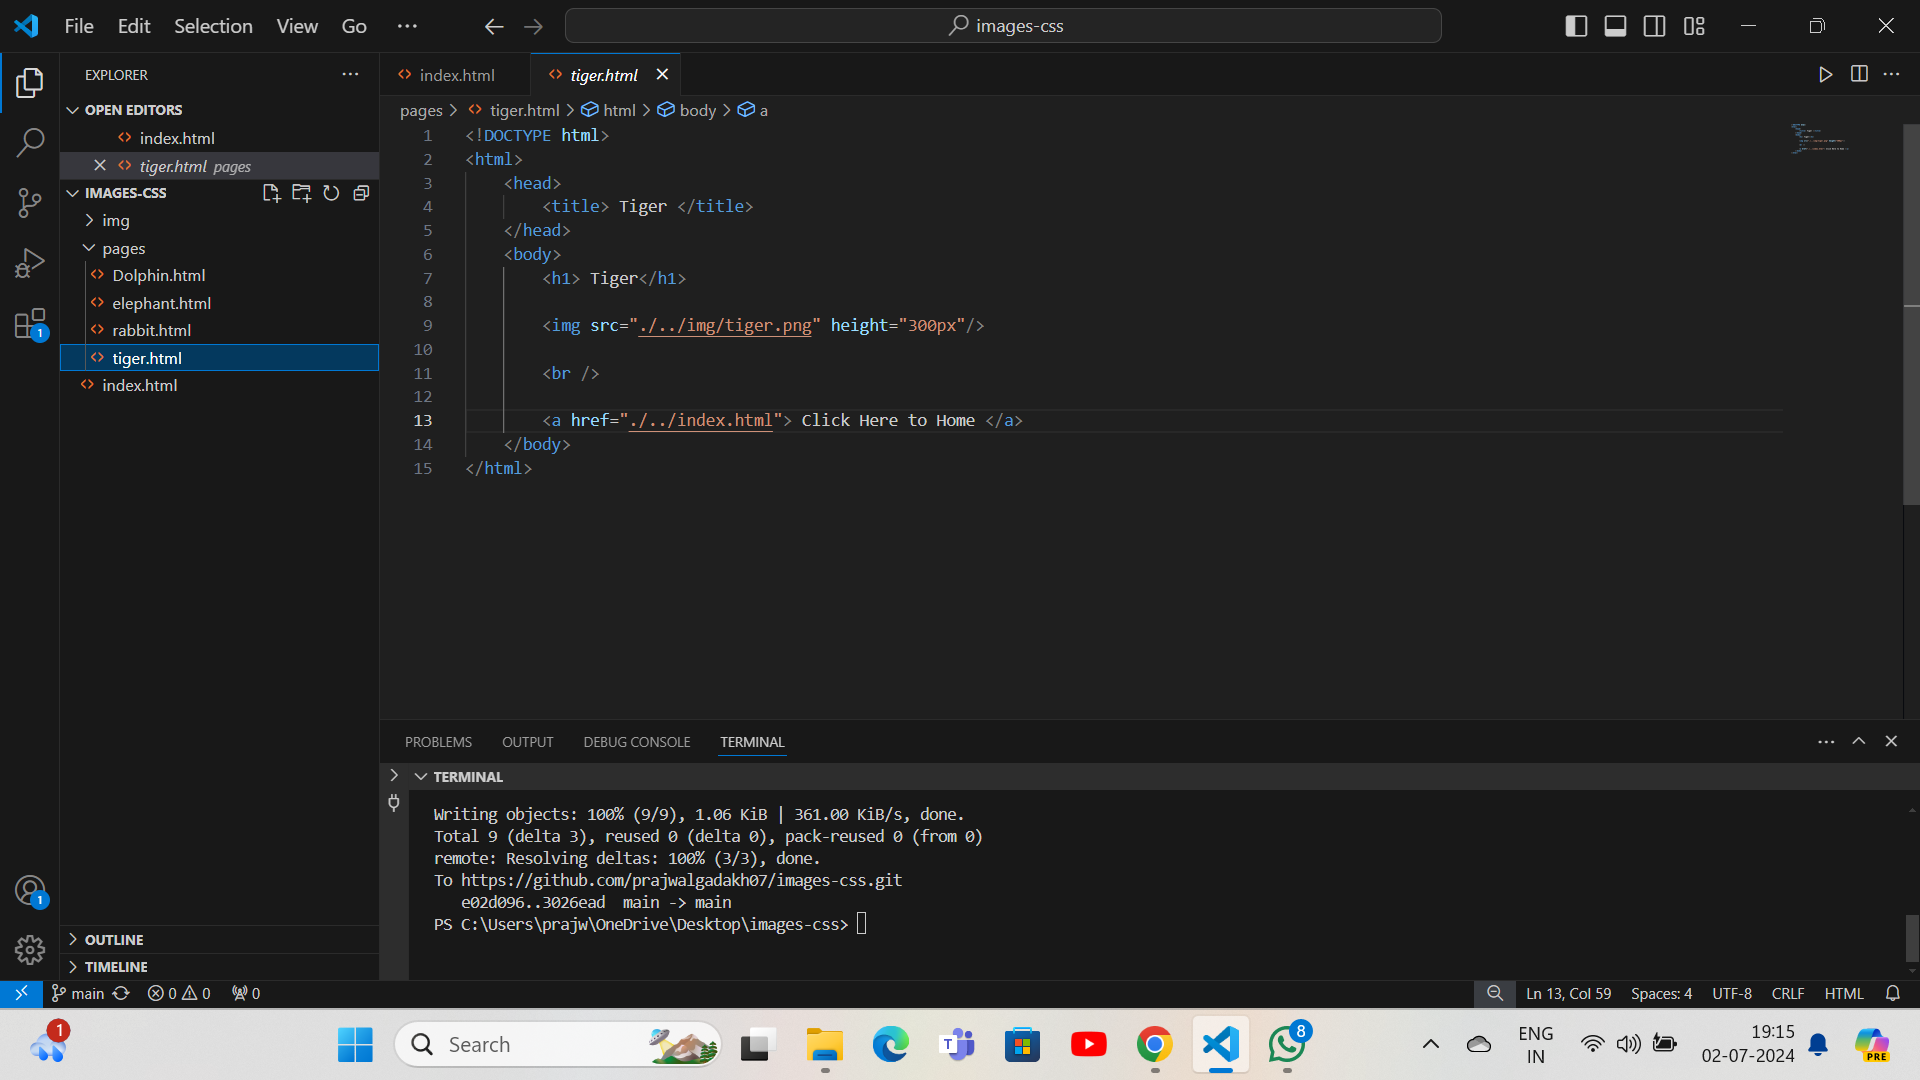 File Edit Selection View Go ···
images-css
EXPLORER
OPEN EDITORS
index.html
tiger.html pages
IMAGES-CSS
img
pages
Dolphin.html
elephant.html
rabbit.html
tiger.html
index.html
OUTLINE
TIMELINE
1
1
index.html
tiger.html
pages > tiger.html > html > body > a
1 <!DOCTYPE html>
2 <html>
3 <head>
4 <title> Tiger </title>
5 </head>
6 <body>
7 <h1> Tiger</h1>
8
9 <img src="./../img/tiger.png" height="300px"/>
10
11 <br />
12
13 <a href="./../index.html"> Click Here to Home </a>
14 </body>
15 </html>
PROBLEMS OUTPUT DEBUG CONSOLE TERMINAL
TERMINAL
Writing objects: 100% (9/9), 1.06 KiB | 361.00 KiB/s, done.
Total 9 (delta 3), reused 0 (delta 0), pack-reused 0 (from 0)
remote: Resolving deltas: 100% (3/3), done.
To https://github.com/prajwalgadakh07/images-css.git
e02d096..3026ead main -> main
PS C:\Users\prajw\OneDrive\Desktop\images-css>
main 0 0 0
Ln 13, Col 59 Spaces: 4 UTF-8 CRLF HTML
1
Search
T
8
ENG
IN
19:15
02-07-2024
PRE